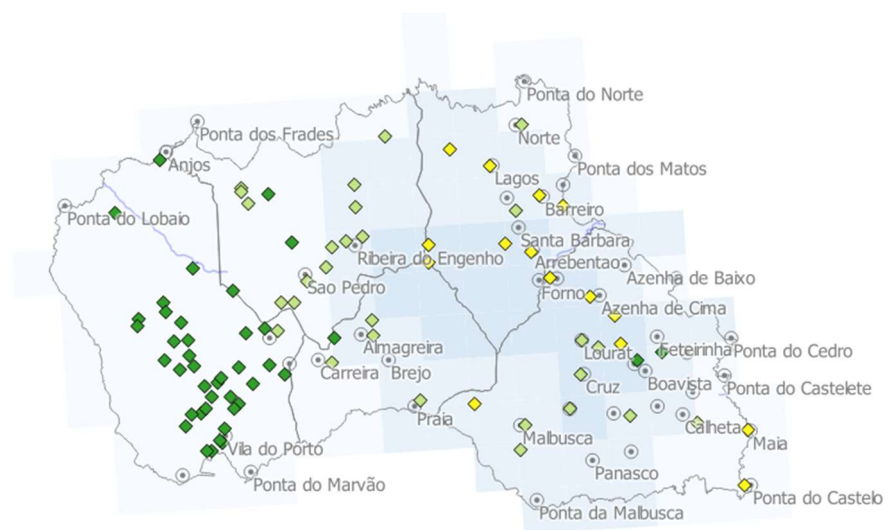 Ponta do Norte
Ponta dos Frades
Norte
Anjos
Ponta dos Matos
Lagos
Barreiro
Ponta do Lobaio
Santa Bárbara
Ribeira do Engenho
Arrebentao
Azenha de Baixo
Sao Pedro
Forno
Azenha de Cima
Almagreira
Lourat
Feteirinha
Ponta do Cedro
Carreira
Brejo
Cruz
Boavista
Ponta do Castelete
Praia
Calheta
Malbusca
Maia
Vila do Porto
Panasco
Ponta do Marvão
Ponta do Castelo
Ponta da Malbusca